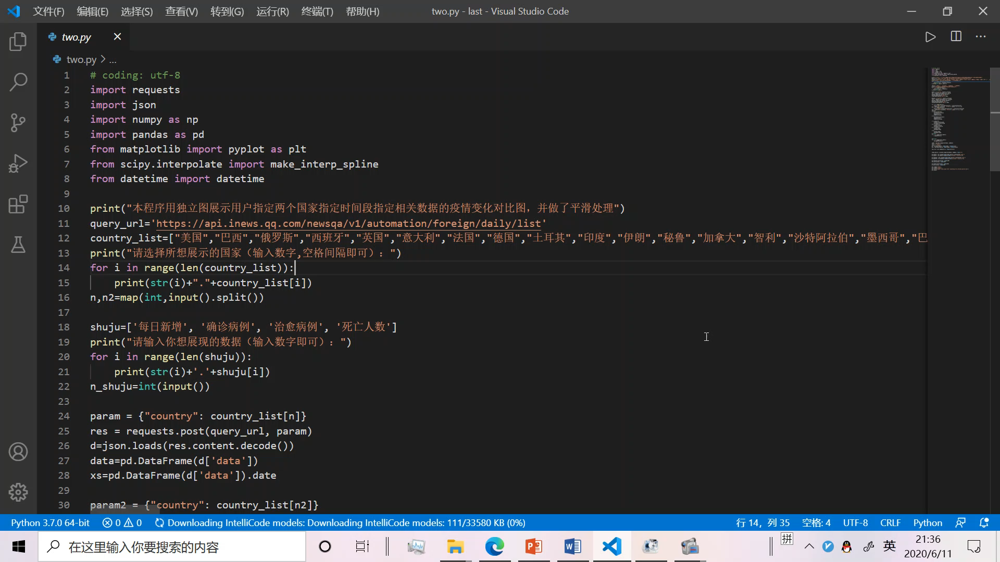 文件(F) 编辑(E) 选择(S) 查看(V) 转到(G) 运行(R) 终端(T) 帮助(H) two.py - last - Visual Studio Code
two.py
two.py > ...
1 # coding: utf-8
2 import requests
3 import json
4 import numpy as np
5 import pandas as pd
6 from matplotlib import pyplot as plt
7 from scipy.interpolate import make_interp_spline
8 from datetime import datetime
9
10 print("本程序用独立图展示用户指定两个国家指定时间段指定相关数据的疫情变化对比图，并做了平滑处理")
11 query_url='https://api.inews.qq.com/newsqa/v1/automation/foreign/daily/list'
12 country_list=["美国","巴西","俄罗斯","西班牙","英国","意大利","法国","德国","土耳其","印度","伊朗","秘鲁","加拿大","智利","沙特阿拉伯","墨西哥","巴
13 print("请选择所想展示的国家（输入数字,空格间隔即可）：")
14 for i in range(len(country_list)):
15     print(str(i)+"."+country_list[i])
16 n,n2=map(int,input().split())
17
18 shuju=['每日新增', '确诊病例', '治愈病例', '死亡人数']
19 print("请输入你想展现的数据（输入数字即可）：")
20 for i in range(len(shuju)):
21     print(str(i)+'.'+shuju[i])
22 n_shuju=int(input())
23
24 param = {"country": country_list[n]}
25 res = requests.post(query_url, param)
26 d=json.loads(res.content.decode())
27 data=pd.DataFrame(d['data'])
28 xs=pd.DataFrame(d['data']).date
29
30 param2 = {"country": country_list[n2]}
Python 3.7.0 64-bit 0 0 Downloading IntelliCode models: Downloading IntelliCode models: 111/33580 KB (0%) 行 14，列 35 空格: 4 UTF-8 CRLF Python
在这里输入你要搜索的内容 拼 英 21:36
2020/6/11